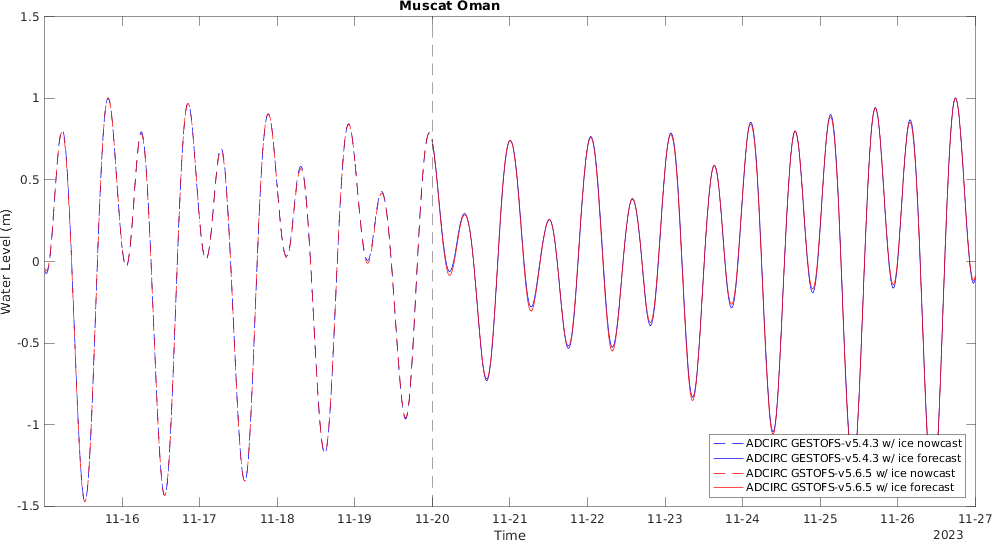 Muscat Oman
1.5
1
0.5
0
-0.5
-1
-1.5
Water Level (m)
ADCIRC GESTOFS-v5.4.3 w/ ice nowcast
ADCIRC GESTOFS-v5.4.3 w/ ice forecast
ADCIRC GSTOFS-v5.6.5 w/ ice nowcast
ADCIRC GSTOFS-v5.6.5 w/ ice forecast
11-16 11-17 11-18 11-19 11-20 11-21 11-22 11-23 11-24 11-25 11-26 11-27
Time
2023